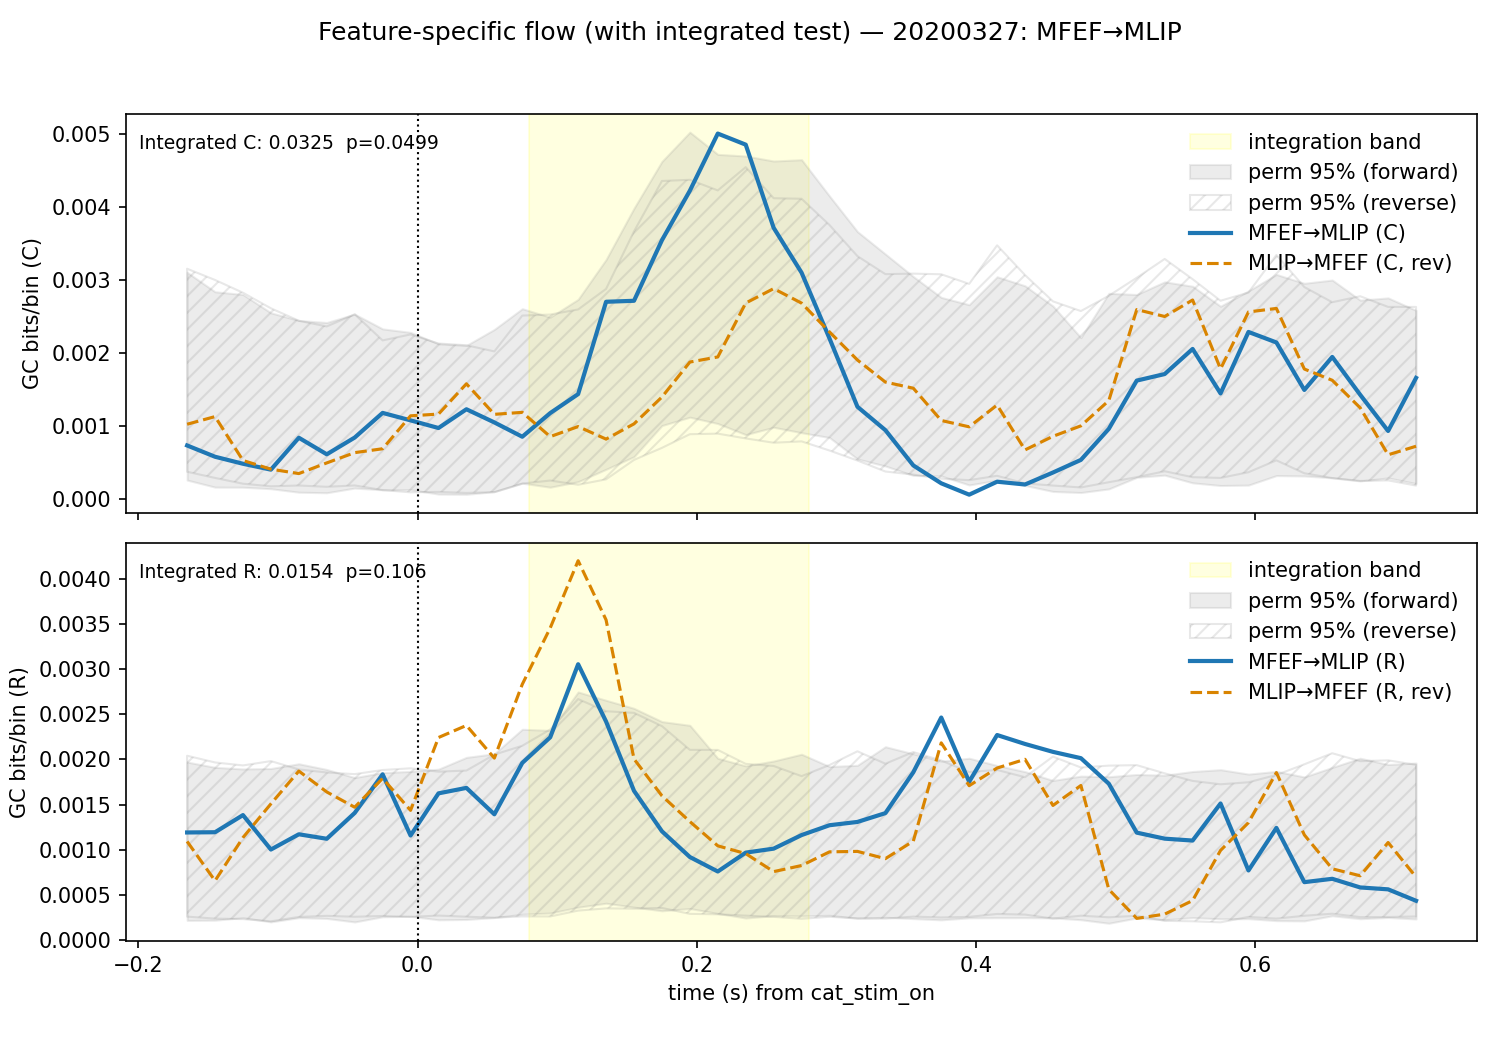 Feature-specific flow (with integrated test) — 20200327: MFEF→MLIP
Integrated C: 0.0325  p=0.0499
integration band
perm 95% (forward)
perm 95% (reverse)
MFEF→MLIP (C)
MLIP→MFEF (C, rev)
GC bits/bin (C)
0.005
0.004
0.003
0.002
0.001
0.000
Integrated R: 0.0154  p=0.106
integration band
perm 95% (forward)
perm 95% (reverse)
MFEF→MLIP (R)
MLIP→MFEF (R, rev)
GC bits/bin (R)
0.0040
0.0035
0.0030
0.0025
0.0020
0.0015
0.0010
0.0005
0.0000
−0.2 0.0 0.2 0.4 0.6
time (s) from cat_stim_on